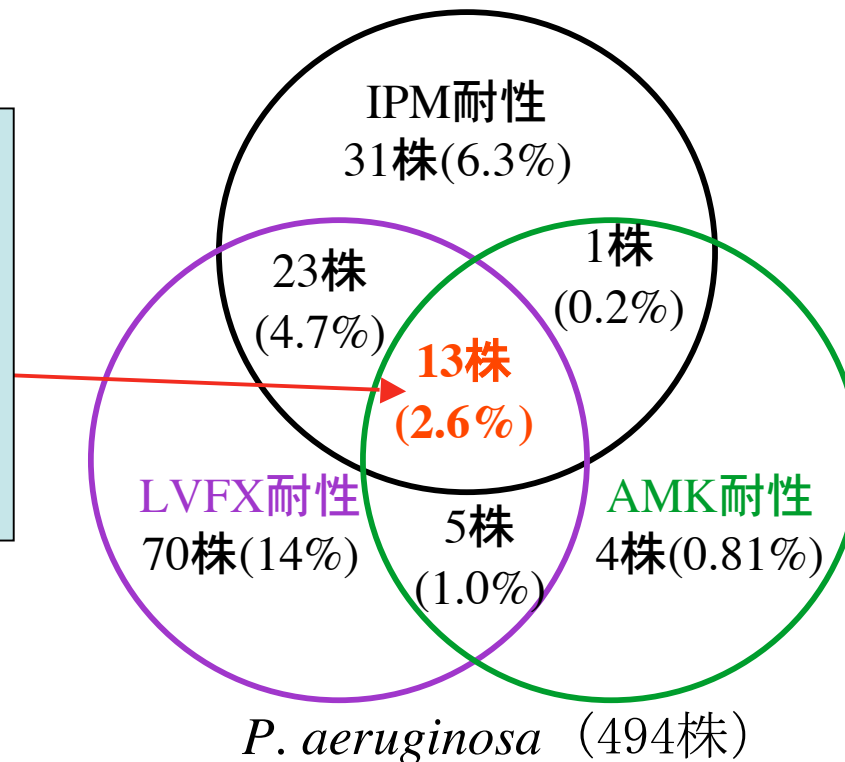 IPM耐性
31株(6.3%)
23株
(4.7%)
1株
(0.2%)
13株
(2.6%)
LVFX耐性
70株(14%)
5株
(1.0%)
AMK耐性
4株(0.81%)
P. aeruginosa（494株）